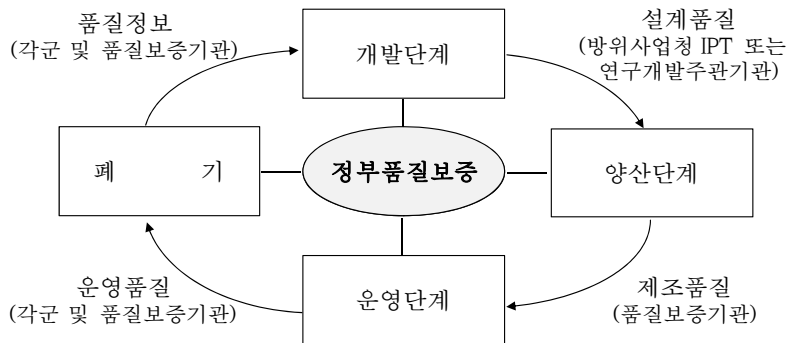 품질정보
(각군 및 품질보증기관)
개발단계
설계품질
(방위사업청 IPT 또는
연구개발주관기관)
폐 기
정부품질보증
양산단계
운영품질
(각군 및 품질보증기관)
운영단계
제조품질
(품질보증기관)